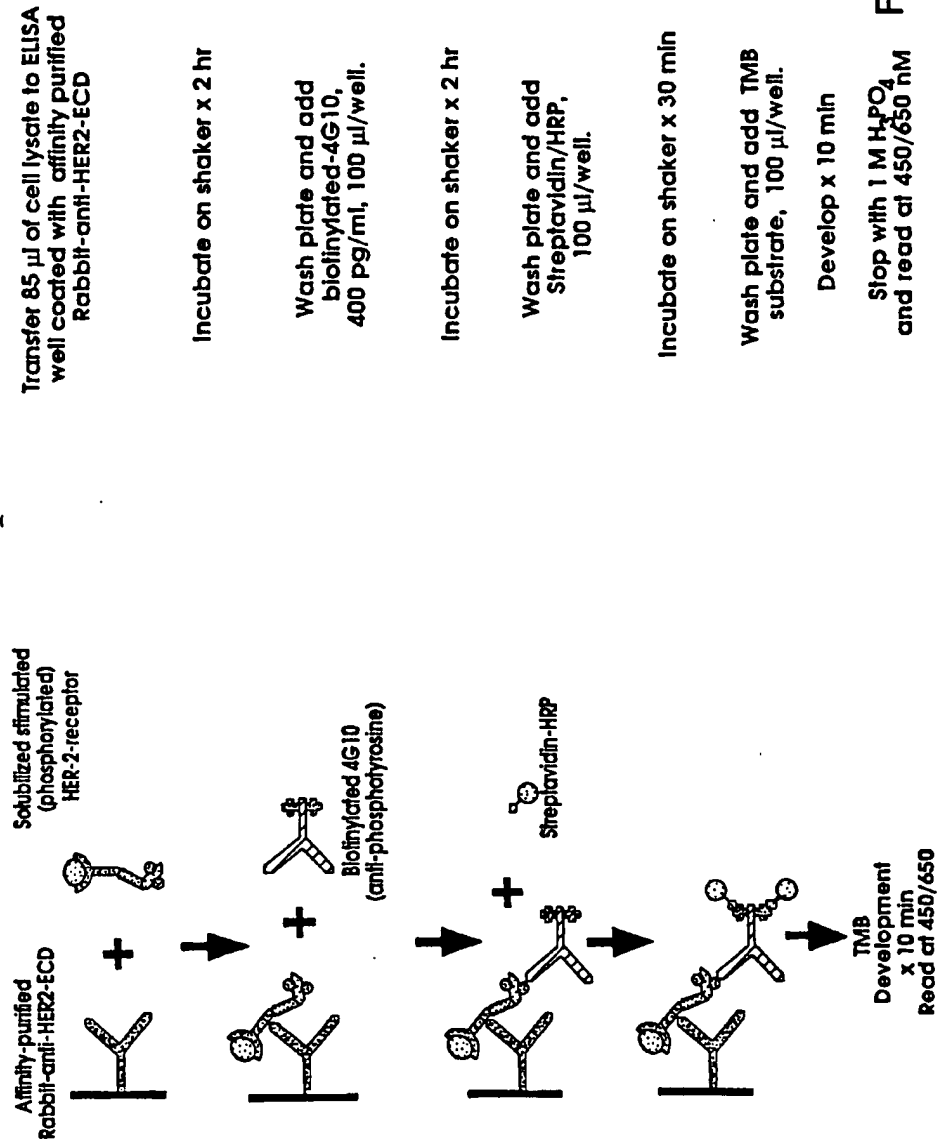 Affinity-purified
Rabbit-anti-HER2-ECD
Solubilized stimulated
(phosphorylated)
HER-2-receptor
+
+
Biotinylated 4G10
(anti-phosphatyrosine)
+
Streptavidin-HRP
TMB
Development
x 10 min
Read at 450/650
Transfer 85 µl of cell lysate to ELISA
well coated with affinity purified
Rabbit-anti-HER2-ECD
Incubate on shaker x 2 hr
Wash plate and add
biotinylated-4G10,
400 pg/ml, 100 µl/well.
Incubate on shaker x 2 hr
Wash plate and add
Streptavidin/HRP,
100 µl/well.
Incubate on shaker x 30 min
Wash plate and add TMB
substrate, 100 µl/well.
Develop x 10 min
Stop with 1 M H3PO4
and read at 450/650 nM